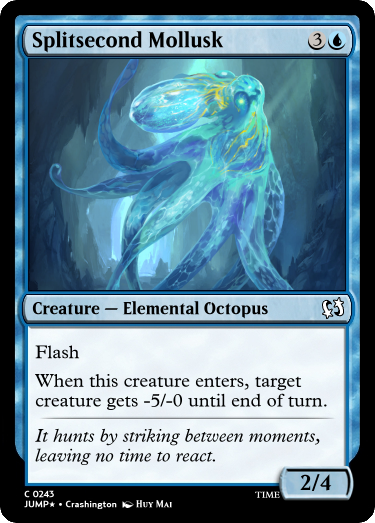 Splitsecond Mollusk 3
Creature — Elemental Octopus
Flash
When this creature enters, target
creature gets -5/-0 until end of turn.
It hunts by striking between moments,
leaving no time to react.
2/4
C 0243 TIME
JUMP★ • Crashington Huy Mai